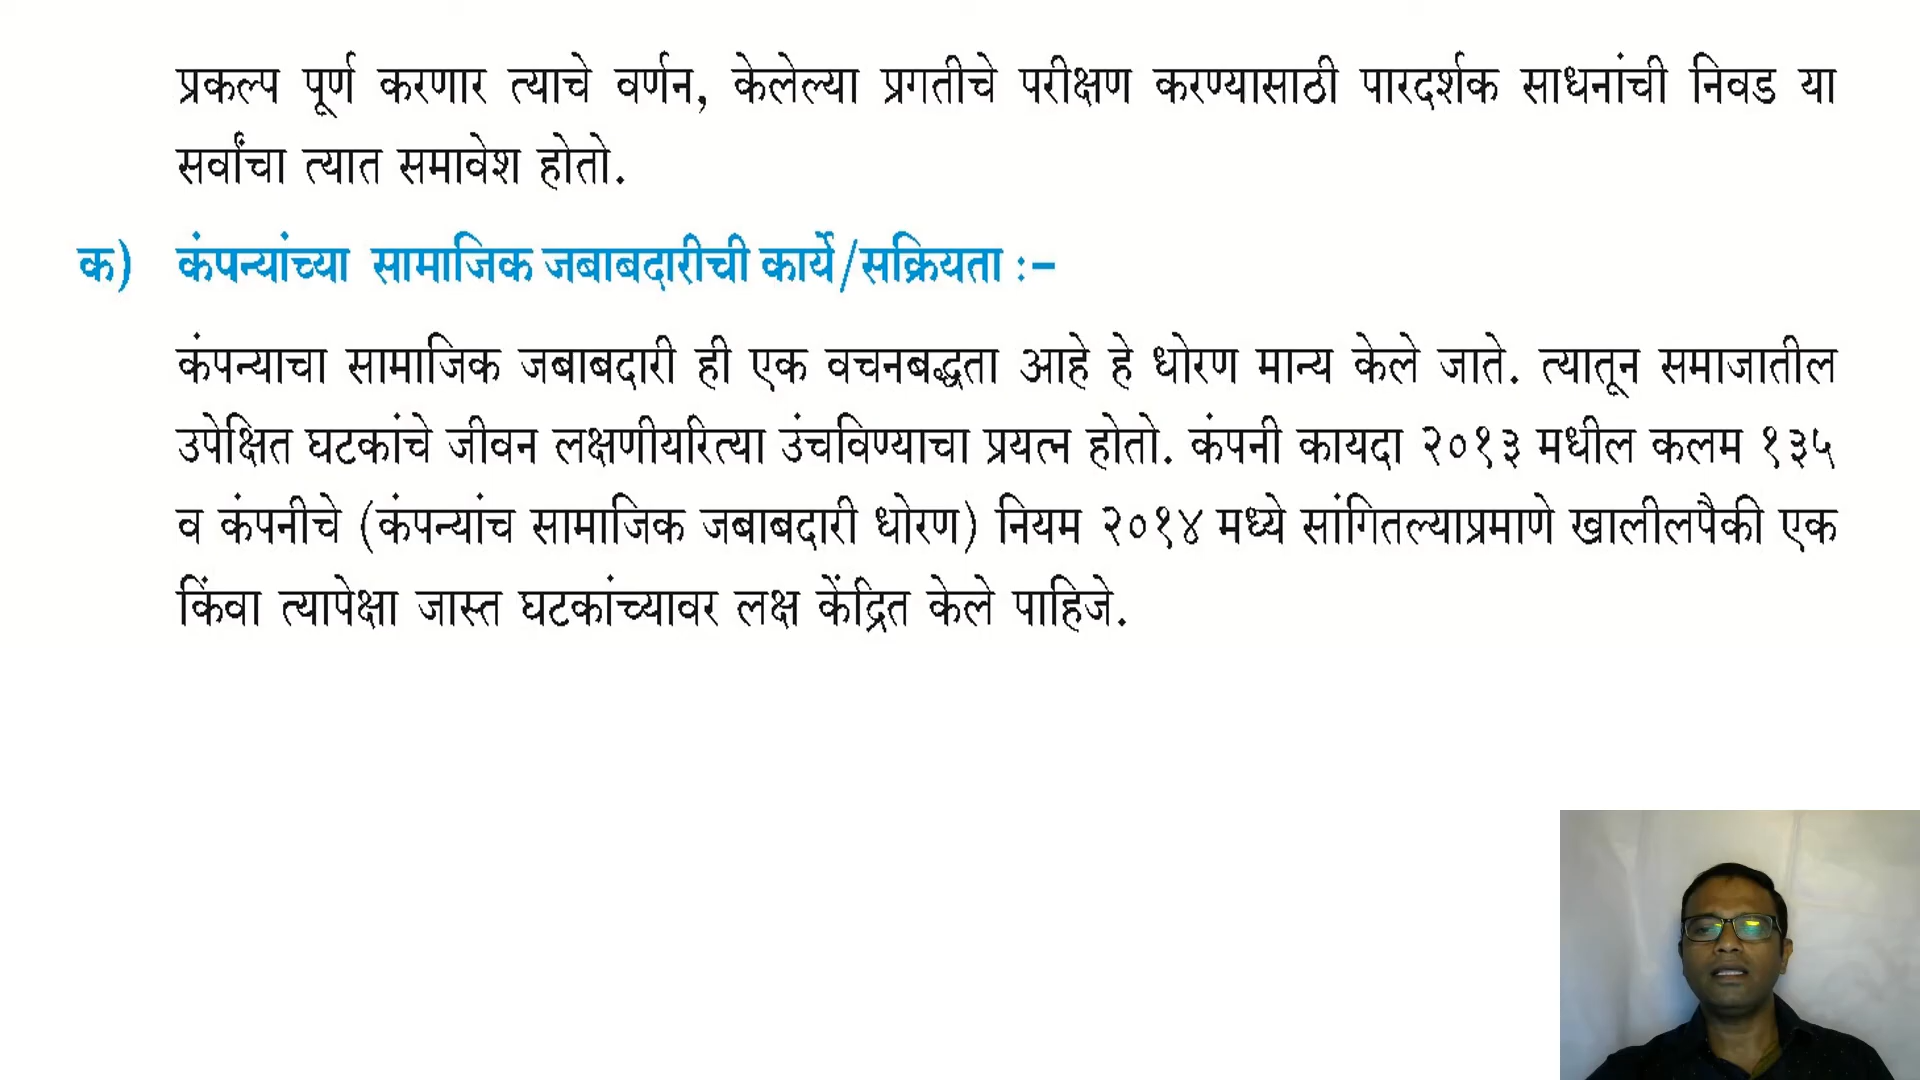 प्रकल्प पूर्ण करणार त्याचे वर्णन, केलेल्या प्रगतीचे परीक्षण करण्यासाठी पारदर्शक साधनांची निवड या
सर्वांचा त्यात समावेश होतो.
क) कंपन्यांच्या सामाजिक जबाबदारीची कार्ये/सक्रियता :–
कंपन्याचा सामाजिक जबाबदारी ही एक वचनबद्धता आहे हे धोरण मान्य केले जाते. त्यातून समाजातील
उपेक्षित घटकांचे जीवन लक्षणीयरित्या उंचविण्याचा प्रयत्न होतो. कंपनी कायदा २०१३ मधील कलम १३५
व कंपनीचे (कंपन्यांच सामाजिक जबाबदारी धोरण) नियम २०१४ मध्ये सांगितल्याप्रमाणे खालीलपैकी एक
किंवा त्यापेक्षा जास्त घटकांच्यावर लक्ष केंद्रित केले पाहिजे.